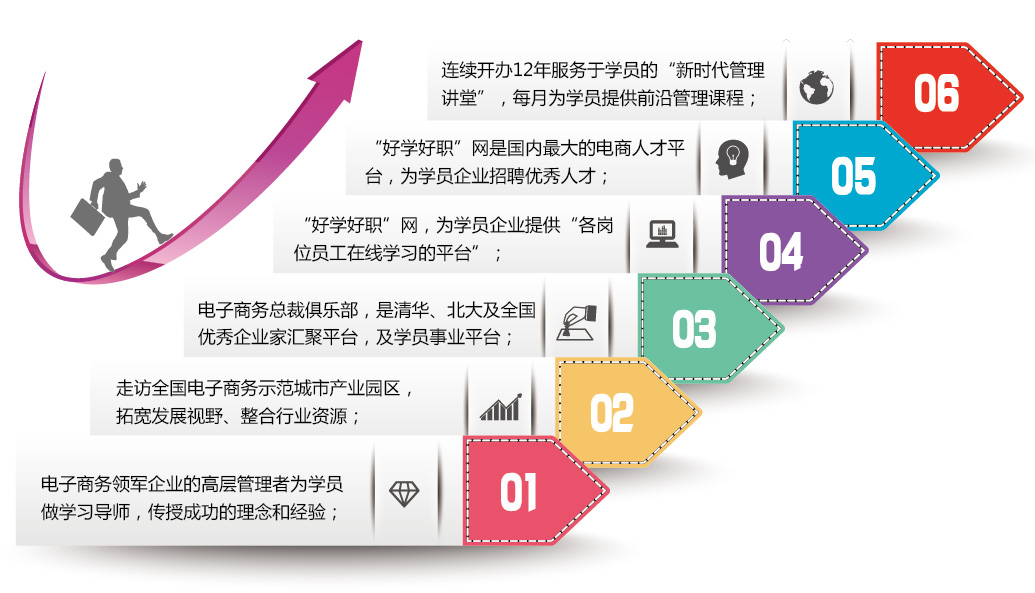 连续开办12年服务于学员的“新时代管理
讲堂”，每月为学员提供前沿管理课程；
06
“好学好职”网是国内最大的电商人才平
台，为学员企业招聘优秀人才；
05
“好学好职”网，为学员企业提供“各岗
位员工在线学习的平台”；
04
电子商务总裁俱乐部，是清华、北大及全国
优秀企业家汇聚平台，及学员事业平台；
03
走访全国电子商务示范城市产业园区，
拓宽发展视野、整合行业资源；
02
电子商务领军企业的高层管理者为学员
做学习导师，传授成功的理念和经验；
01